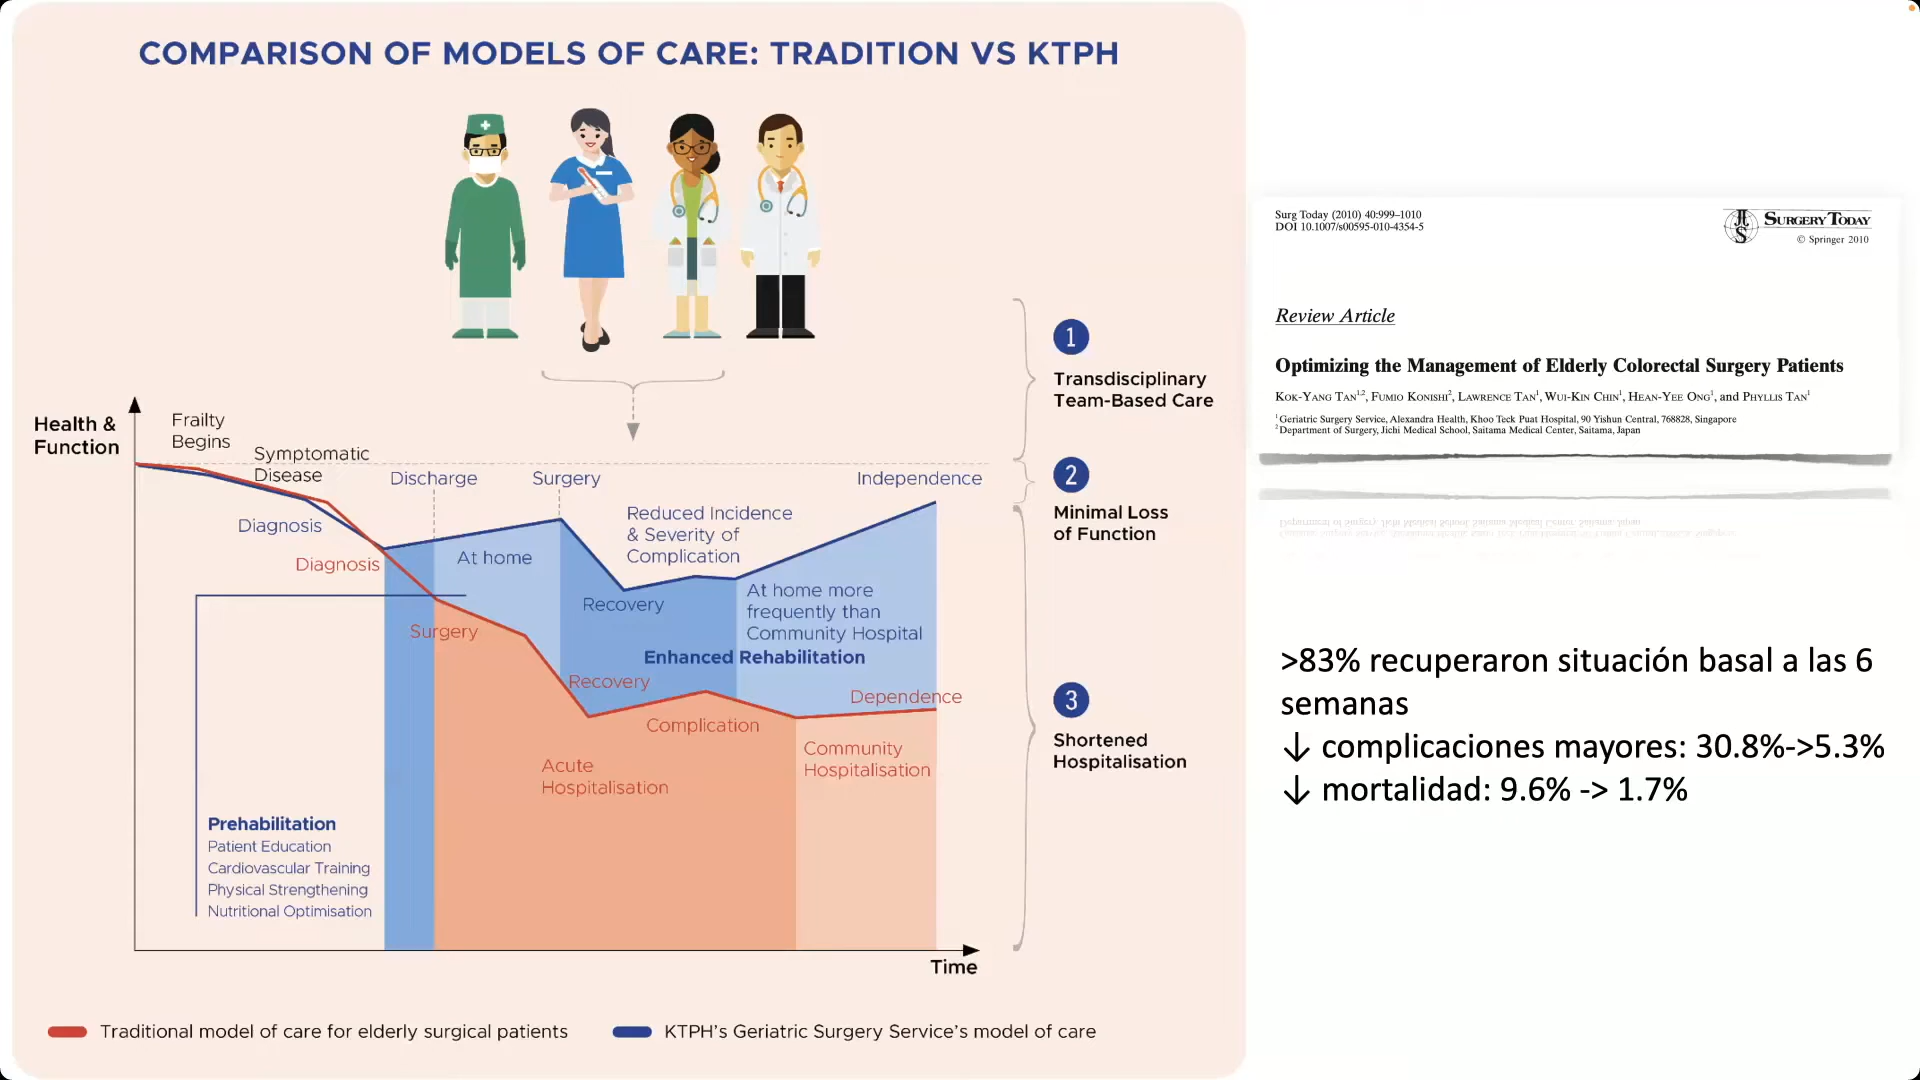 COMPARISON OF MODELS OF CARE: TRADITION VS KTPH
1
Transdisciplinary
Team-Based Care
Health &
Function
Frailty
Begins
Symptomatic
Disease
Discharge
Surgery
Independence
2
Minimal Loss
of Function
Diagnosis
Diagnosis
At home
Reduced Incidence
& Severity of
Complication
Recovery
At home more
frequently than
Community Hospital
Enhanced Rehabilitation
Surgery
Recovery
Complication
Dependence
Acute
Hospitalisation
Community
Hospitalisation
3
Shortened
Hospitalisation
Prehabilitation
Patient Education
Cardiovascular Training
Physical Strengthening
Nutritional Optimisation
Time
Traditional model of care for elderly surgical patients
KTPH's Geriatric Surgery Service's model of care
Surg Today (2010) 40:999–1010
DOI 10.1007/s00595-010-4354-5
SURGERY TODAY
© Springer 2010
Review Article
Optimizing the Management of Elderly Colorectal Surgery Patients
KOK-YANG TAN1,2, FUMIO KONISHI2, LAWRENCE TAN1, WUI-KIN CHIN1, HEAN-YEE ONG1, and PHYLLIS TAN1
1 Geriatric Surgery Service, Alexandra Health, Khoo Teck Puat Hospital, 90 Yishun Central, 768828, Singapore
2 Department of Surgery, Jichi Medical School, Saitama Medical Center, Saitama, Japan
>83% recuperaron situación basal a las 6
semanas
↓ complicaciones mayores: 30.8%->5.3%
↓ mortalidad: 9.6% -> 1.7%